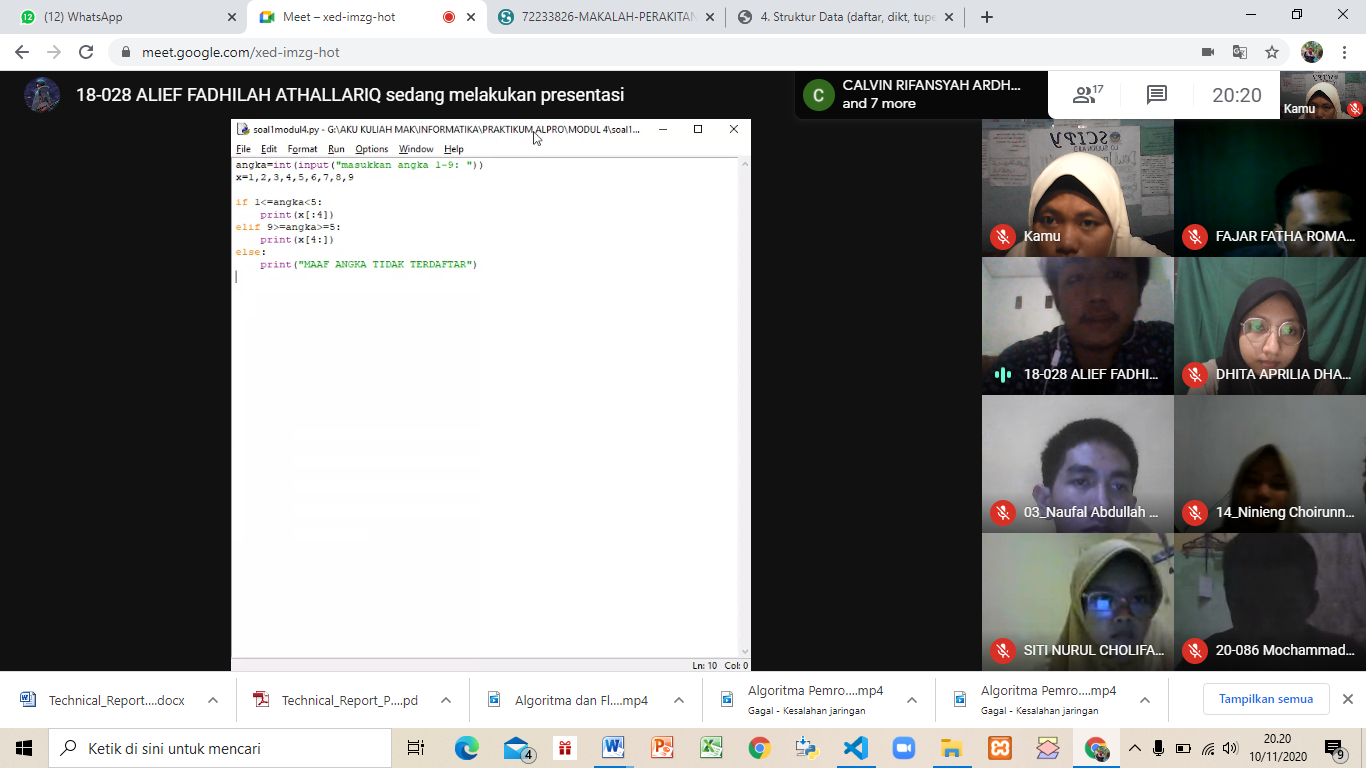 (12) WhatsApp
Meet – xed-imzg-hot
72233826-MAKALAH-PERAKITAN
4. Struktur Data (daftar, dikt, tupe
meet.google.com/xed-imzg-hot
18-028 ALIEF FADHILAH ATHALLARIQ sedang melakukan presentasi
C
CALVIN RIFANSYAH ARDH...
and 7 more
17
20:20
Kamu
soal1modul4.py - G:\AKU KULIAH MAK\INFORMATIKA\PRAKTIKUM ALPRO\MODUL 4\soal1...
File Edit Format Run Options Window Help
angka=int(input("masukkan angka 1-9: "))
x=1,2,3,4,5,6,7,8,9
if 1<=angka<5:
print(x[:4])
elif 9>=angka>=5:
print(x[4:])
else:
print("MAAF ANGKA TIDAK TERDAFTAR")
Ln: 10 Col: 0
Kamu
FAJAR FATHA ROMA...
18-028 ALIEF FADHI...
DHITA APRILIA DHA...
03_Naufal Abdullah ...
14_Ninieng Choirunn...
SITI NURUL CHOLIFA...
20-086 Mochammad...
Technical_Report....docx
Technical_Report_P....pd
Algoritma dan Fl....mp4
Algoritma Pemro....mp4
Gagal - Kesalahan jaringan
Algoritma Pemro....mp4
Gagal - Kesalahan jaringan
Tampilkan semua
Ketik di sini untuk mencari
4
20.20
10/11/2020
9